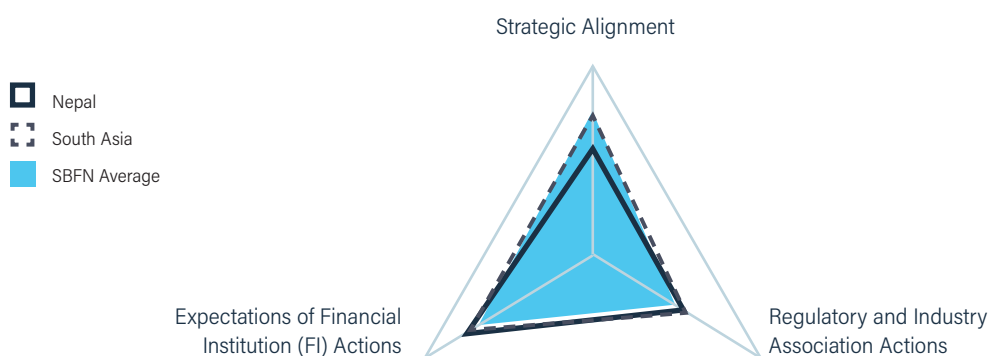 Strategic Alignment
Nepal
South Asia
SBFN Average
Expectations of Financial
Institution (FI) Actions
Regulatory and Industry
Association Actions